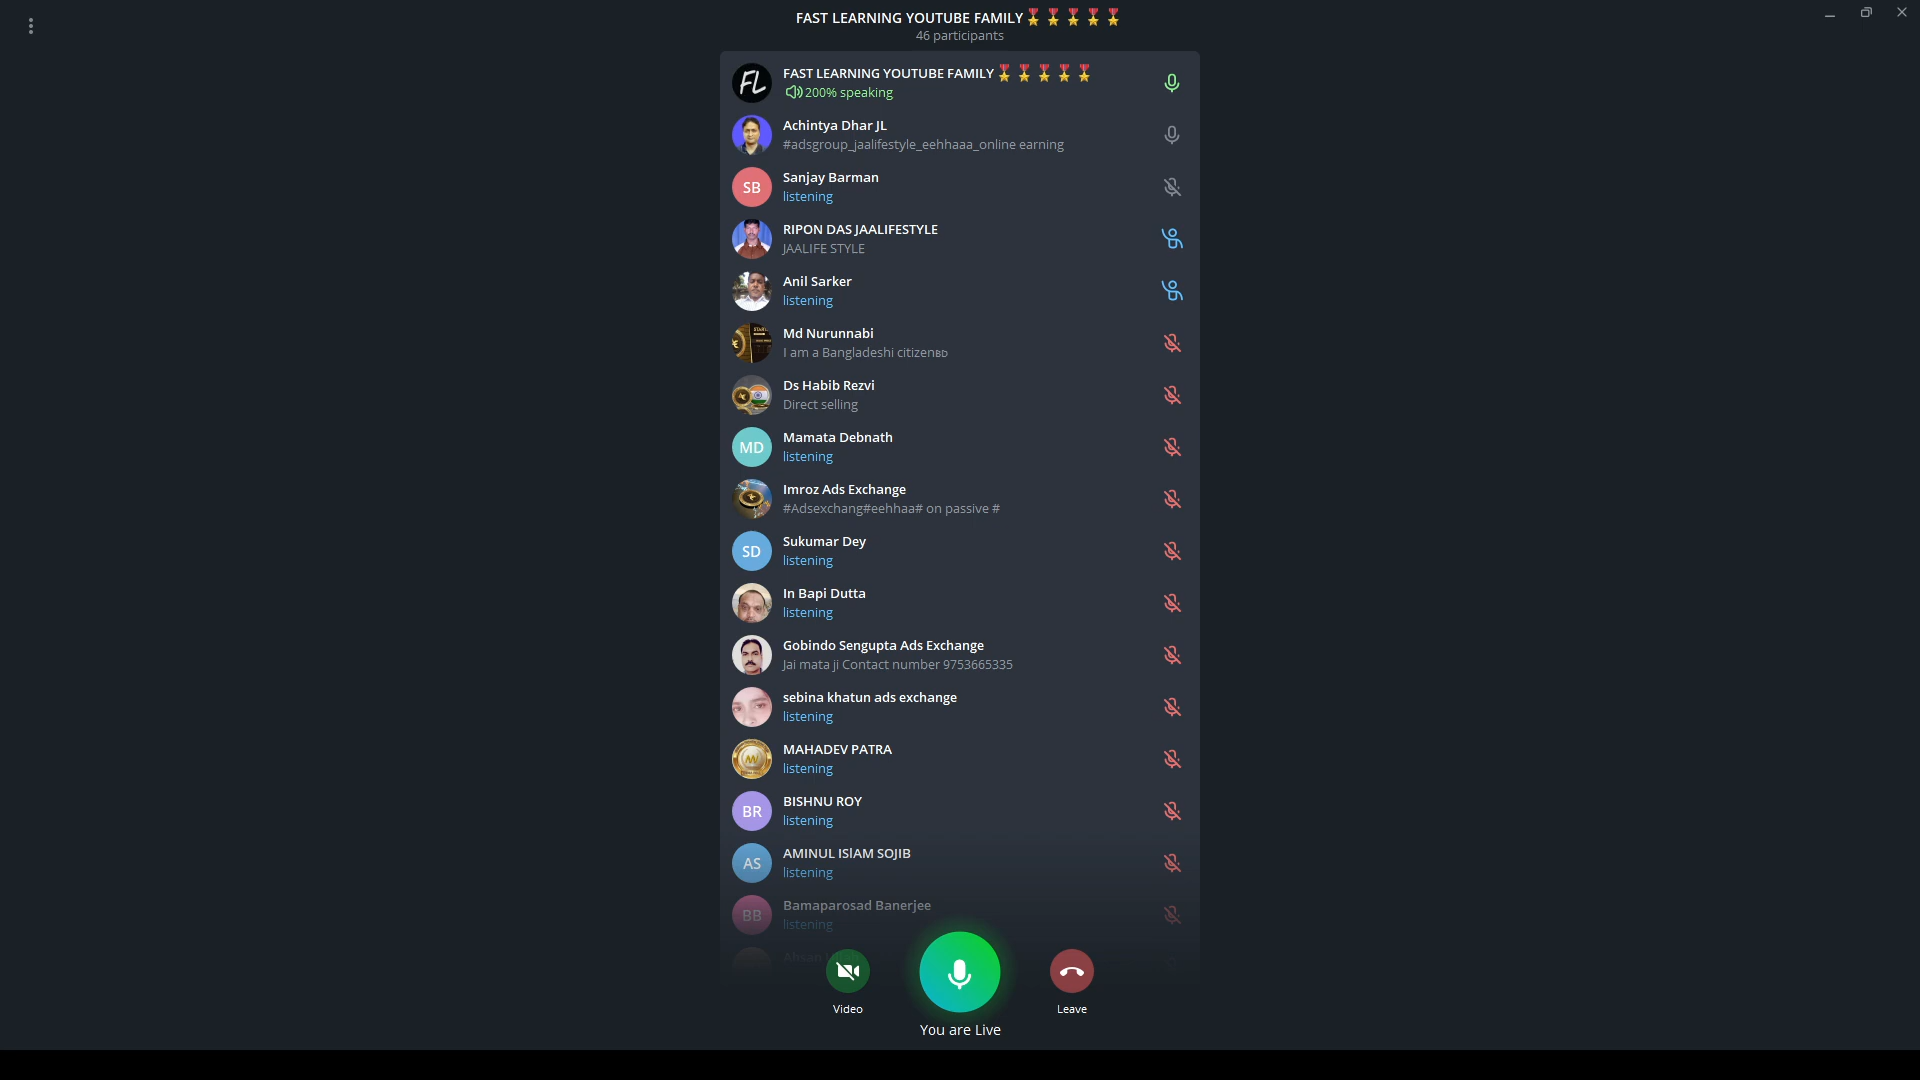 FAST LEARNING YOUTUBE FAMILY🎖🎖🎖🎖🎖
46 participants
FL
FAST LEARNING YOUTUBE FAMILY🎖🎖🎖🎖🎖
200% speaking
Achintya Dhar JL
#adsgroup_jaalifestyle_eehhaaa_online earning
SB
Sanjay Barman
listening
RIPON DAS JAALIFESTYLE
JAALIFE STYLE
Anil Sarker
listening
Md Nurunnabi
I am a Bangladeshi citizenBD
Ds Habib Rezvi
Direct selling
MD
Mamata Debnath
listening
Imroz Ads Exchange
#Adsexchang#eehhaa# on passive #
SD
Sukumar Dey
listening
In Bapi Dutta
listening
Gobindo Sengupta Ads Exchange
Jai mata ji Contact number 9753665335
sebina khatun ads exchange
listening
MAHADEV PATRA
listening
BR
BISHNU ROY
listening
AS
AMINUL ISlAM SOJIB
listening
BB
Bamaparosad Banerjee
listening
Ahsan
Video
Leave
You are Live